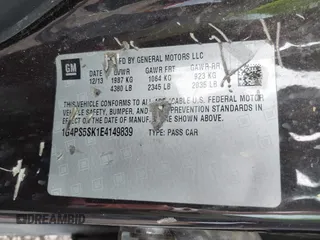 GM
MFD BY GENERAL MOTORS LLC
DATE GVWR GAWR FRT GAWR RR
12/13 1987 KG 1064 KG 923 KG
4380 LB 2345 LB 2035 LB
THIS VEHICLE CONFORMS TO ALL APPLICABLE U.S. FEDERAL MOTOR
VEHICLE SAFETY, BUMPER, AND THEFT PREVENTION STANDARDS
IN EFFECT ON THE DATE OF MANUFACTURE SHOWN ABOVE.
1G4PS5SK1E4149839 TYPE: PASS CAR
DREAMBID